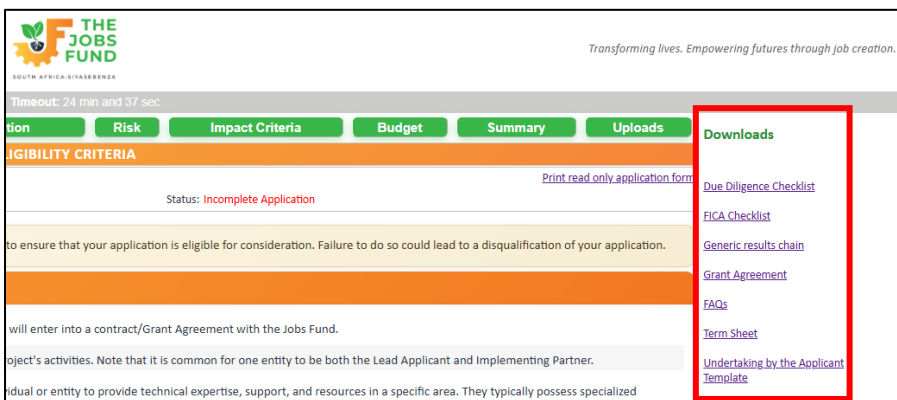 THE
JOBS
FUND
SOUTH AFRICA-SIYASEBENZA
Transforming lives. Empowering futures through job creation.
Timeout: 24 min and 37 sec
tion
Risk
Impact Criteria
Budget
Summary
Uploads
LIGIBILITY CRITERIA
Print read only application form
Status: Incomplete Application
to ensure that your application is eligible for consideration. Failure to do so could lead to a disqualification of your application.
will enter into a contract/Grant Agreement with the Jobs Fund.
roject's activities. Note that it is common for one entity to be both the Lead Applicant and Implementing Partner.
vidual or entity to provide technical expertise, support, and resources in a specific area. They typically possess specialized
Downloads
Due Diligence Checklist
FICA Checklist
Generic results chain
Grant Agreement
FAQs
Term Sheet
Undertaking by the Applicant
Template